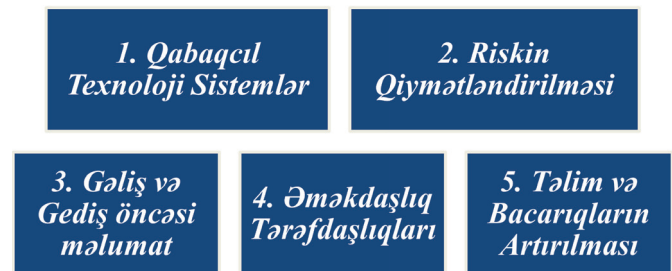 1. Qabaqcıl
Texnoloji Sistemlər
2. Riskin
Qiymətləndirilməsi
3. Gəliş və
Gediş öncəsi
məlumat
4. Əməkdaşlıq
Tərəfdaşlıqları
5. Təlim və
Bacarıqların
Artırılması